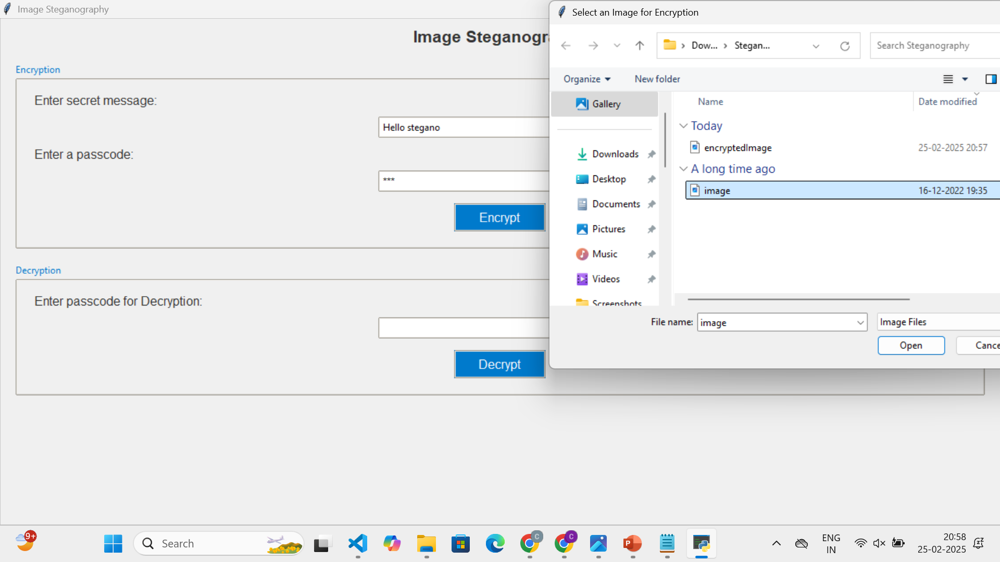 Image Steganography
Image Steganogra
Encryption
Enter secret message:
Hello stegano
Enter a passcode:
***
Encrypt
Decryption
Enter passcode for Decryption:
Decrypt
Select an Image for Encryption
Dow... Stegan...
Search Steganography
Organize
New folder
Name
Date modified
Gallery
Today
encryptedImage
25-02-2025 20:57
A long time ago
image
16-12-2022 19:35
Downloads
Desktop
Documents
Pictures
Music
Videos
Screenshots
File name:
image
Image Files
Open
Cance
9+
Search
C
C
P
ENG
IN
20:58
25-02-2025